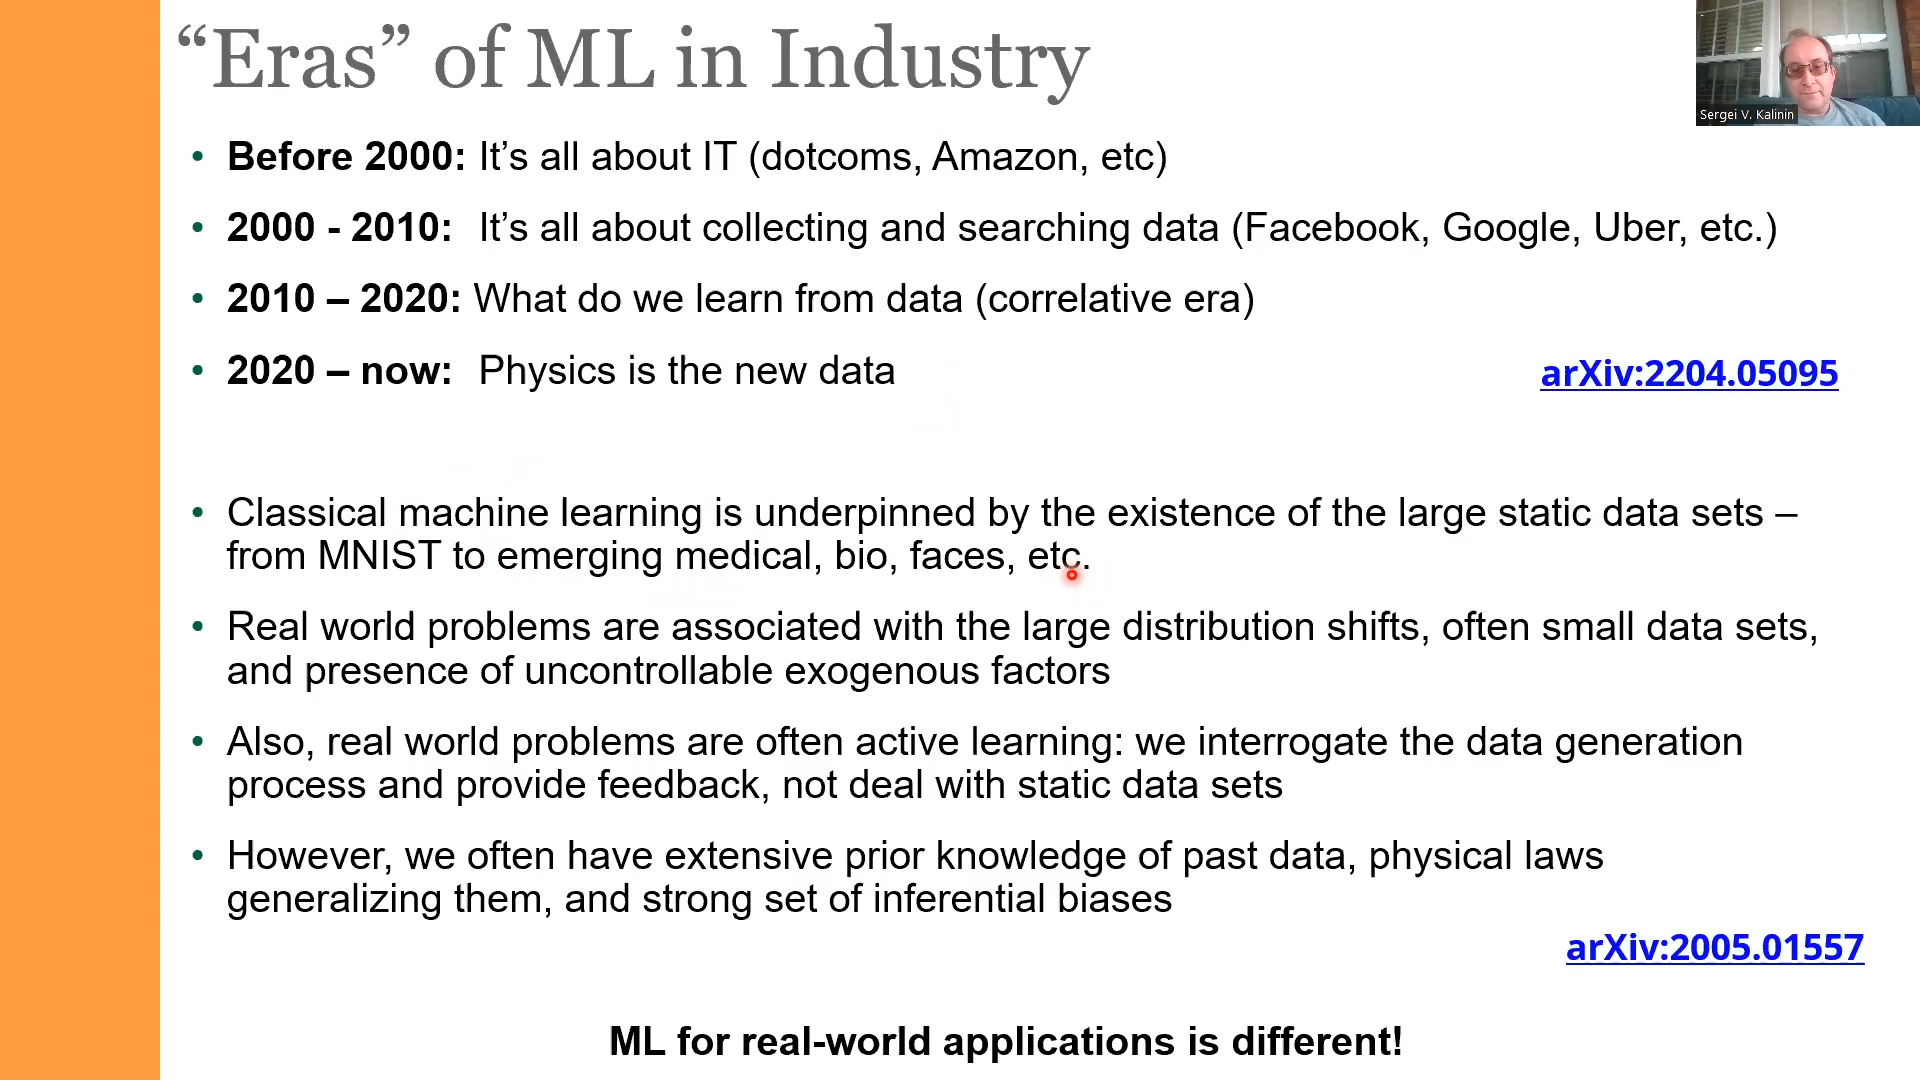 “Eras” of ML in Industry
Sergei V. Kalinin
• Before 2000: It’s all about IT (dotcoms, Amazon, etc)
• 2000 - 2010: It’s all about collecting and searching data (Facebook, Google, Uber, etc.)
• 2010 – 2020: What do we learn from data (correlative era)
• 2020 – now: Physics is the new data
arXiv:2204.05095
• Classical machine learning is underpinned by the existence of the large static data sets –
from MNIST to emerging medical, bio, faces, etc.
• Real world problems are associated with the large distribution shifts, often small data sets,
and presence of uncontrollable exogenous factors
• Also, real world problems are often active learning: we interrogate the data generation
process and provide feedback, not deal with static data sets
• However, we often have extensive prior knowledge of past data, physical laws
generalizing them, and strong set of inferential biases
arXiv:2005.01557
ML for real-world applications is different!